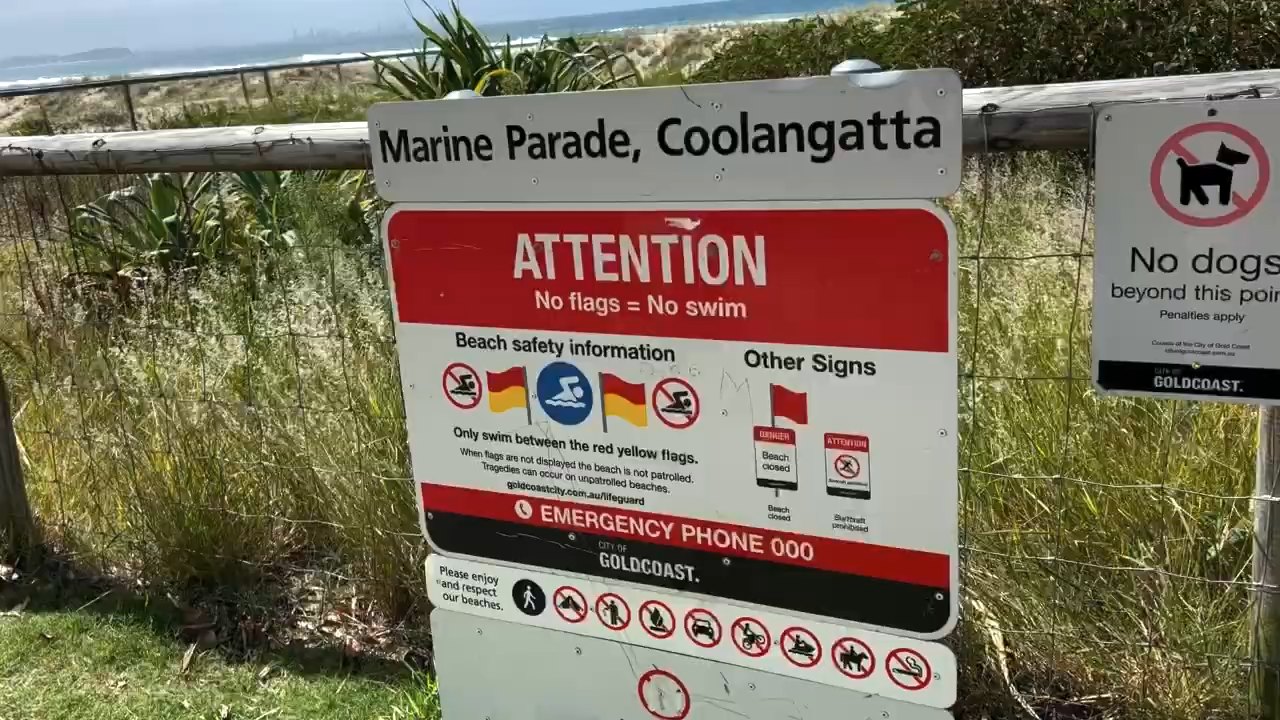 Marine Parade, Coolangatta
ATTENTION
No flags = No swim
Beach safety information
Only swim between the red yellow flags.
When flags are not displayed the beach is not patrolled.
Tragedies can occur on unpatrolled beaches.
goldcoastcity.com.au/lifeguard
Other Signs
DANGER
Beach
closed
Beach
closed
ATTENTION
prohibited
EMERGENCY PHONE 000
CITY OF
GOLDCOAST.
Please enjoy
and respect
our beaches.
No dogs
beyond this poin
Penalties apply
CITY OF
GOLDCOAST.